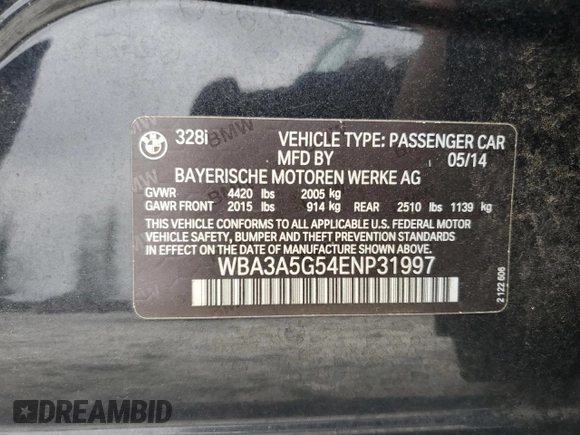 328i VEHICLE TYPE: PASSENGER CAR
MFD BY 05/14
BAYERISCHE MOTOREN WERKE AG
GVWR 4420 lbs 2005 kg
GAWR FRONT 2015 lbs 914 kg REAR 2510 lbs 1139 kg
THIS VEHICLE CONFORMS TO ALL APPLICABLE U.S. FEDERAL MOTOR
VEHICLE SAFETY, BUMPER AND THEFT PREVENTION STANDARDS
IN EFFECT ON THE DATE OF MANUFACTURE SHOWN ABOVE.
WBA3A5G54ENP31997
2 122 606
DREAMBID